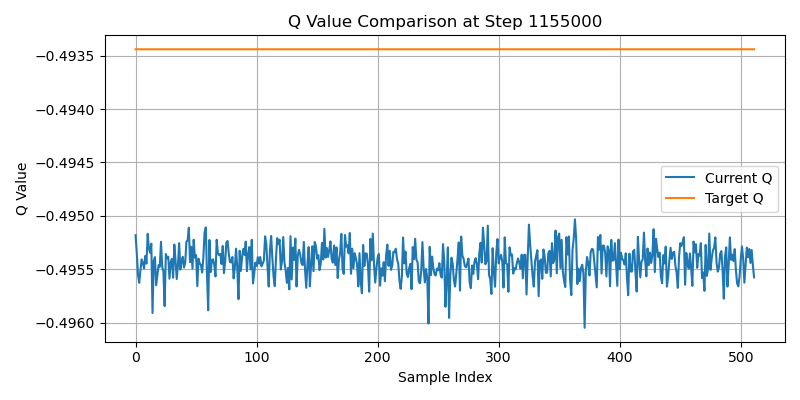 Q Value Comparison at Step 1155000
−0.4935
−0.4940
−0.4945
−0.4950
−0.4955
−0.4960
Q Value
Current Q
Target Q
0
100
200
300
400
500
Sample Index